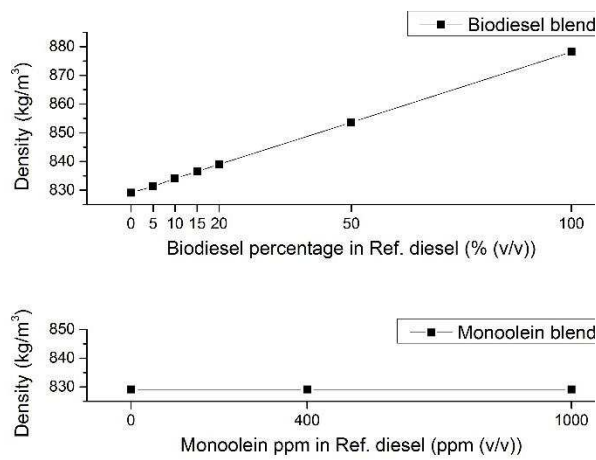 Biodiesel blend
880
870
860
850
840
830
Density (kg/m³)
0 5 10 15 20 50 100
Biodiesel percentage in Ref. diesel (% (v/v))
Monoolein blend
850
840
830
Density (kg/m³)
0 400 1000
Monoolein ppm in Ref. diesel (ppm (v/v))